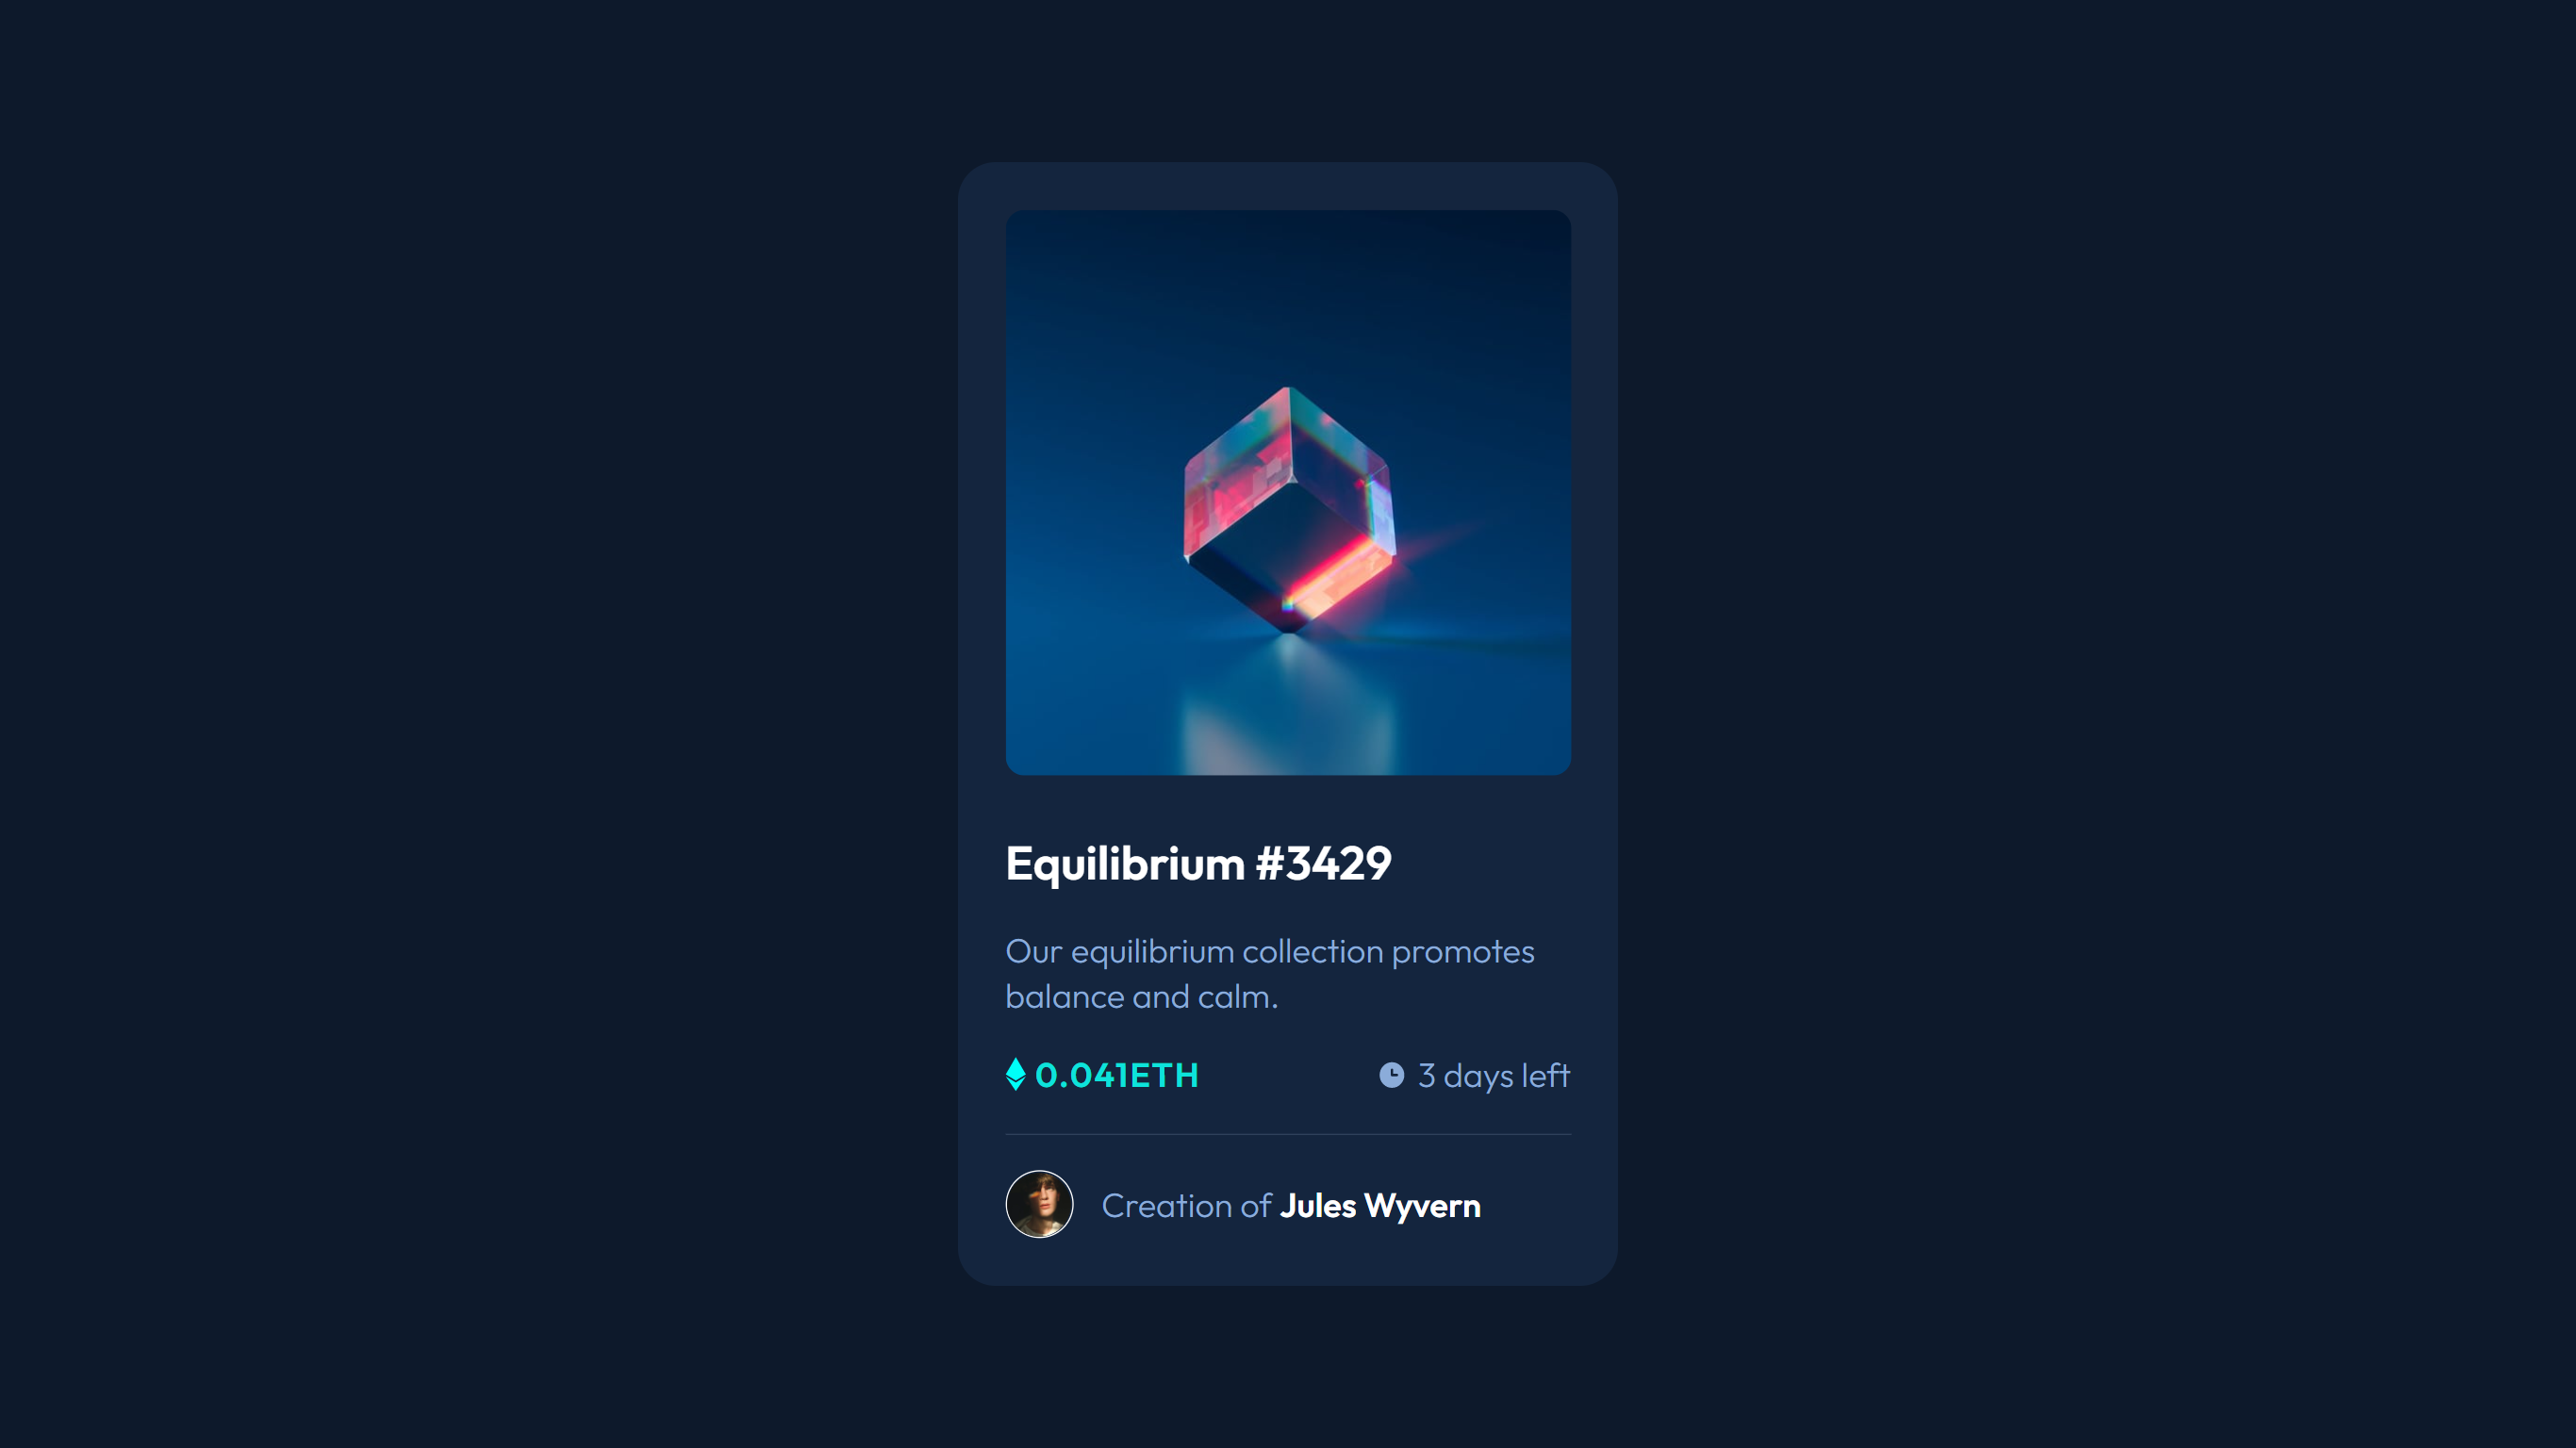 Equilibrium #3429
Our equilibrium collection promotes
balance and calm.
0.041ETH
3 days left
Creation of Jules Wyvern